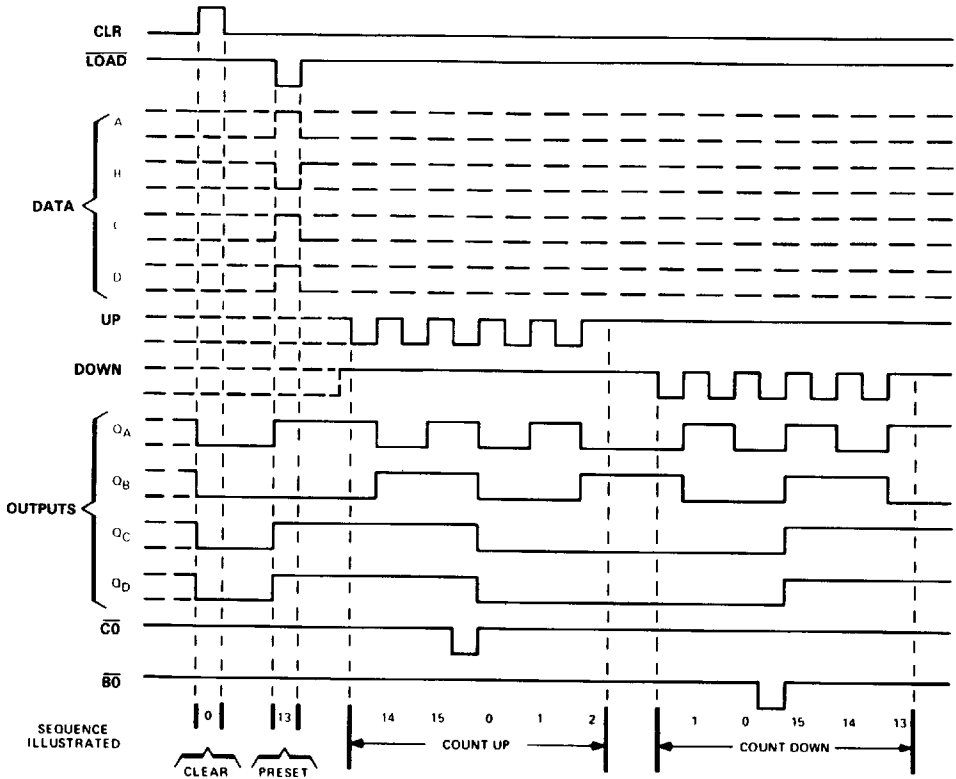 CLR
LOAD
A
H
DATA
C
D
UP
DOWN
QA
QB
OUTPUTS
QC
QD
CO
BO
SEQUENCE
ILLUSTRATED
0
13
14
15
0
1
2
1
0
15
14
13
COUNT UP
COUNT DOWN
CLEAR
PRESET